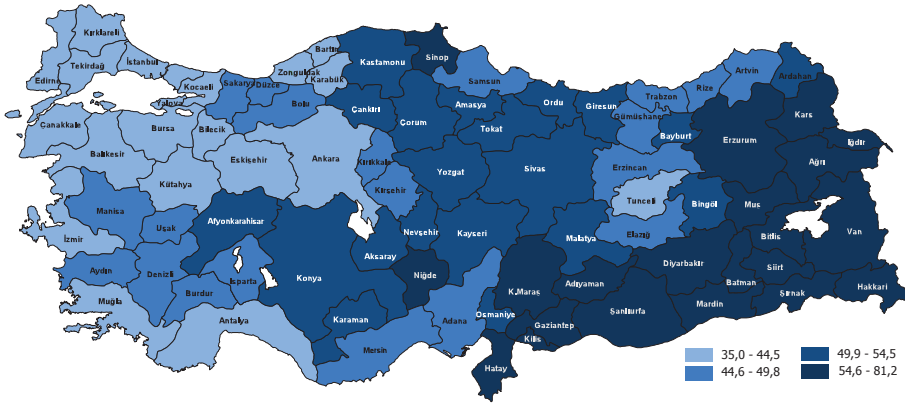 Kırklareli
Edirne
Tekirdağ
İstanbul
Kocaeli
Yalova
Sakarya
Düzce
Zonguldak
Bartın
Karabük
Kastamonu
Sinop
Samsun
Bolu
Çankırı
Çorum
Amasya
Tokat
Ordu
Giresun
Trabzon
Gümüşhane
Rize
Artvin
Arduhan
Bayburt
Erzurum
Kars
Iğdır
Ağrı
Çanakkale
Balıkesir
Bursa
Bilecik
Eskişehir
Kütahya
Ankara
Kırıkkale
Kırşehir
Yozgat
Sivas
Erzincan
Tunceli
Elazığ
Bingöl
Muş
Bitlis
Van
Manisa
Uşak
İzmir
Afyonkarahisar
Aydın
Denizli
Burdur
Isparta
Muğla
Antalya
Konya
Aksaray
Nevşehir
Kayseri
Niğde
Malatya
Karaman
Mersin
Adana
Osmaniye
K.Maraş
Adıyaman
Gaziantep
Kilis
Hatay
Şanlıurfa
Diyarbakır
Mardin
Batman
Siirt
Şırnak
Hakkari
35,0 - 44,5
44,6 - 49,8
49,9 - 54,5
54,6 - 81,2